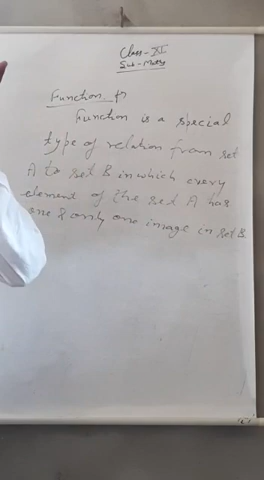 Class-XI
Sub-Maths
Function f
Function is a special
type of relation from set
A to set B in which every
element of the set A has
one & only one image in set B.